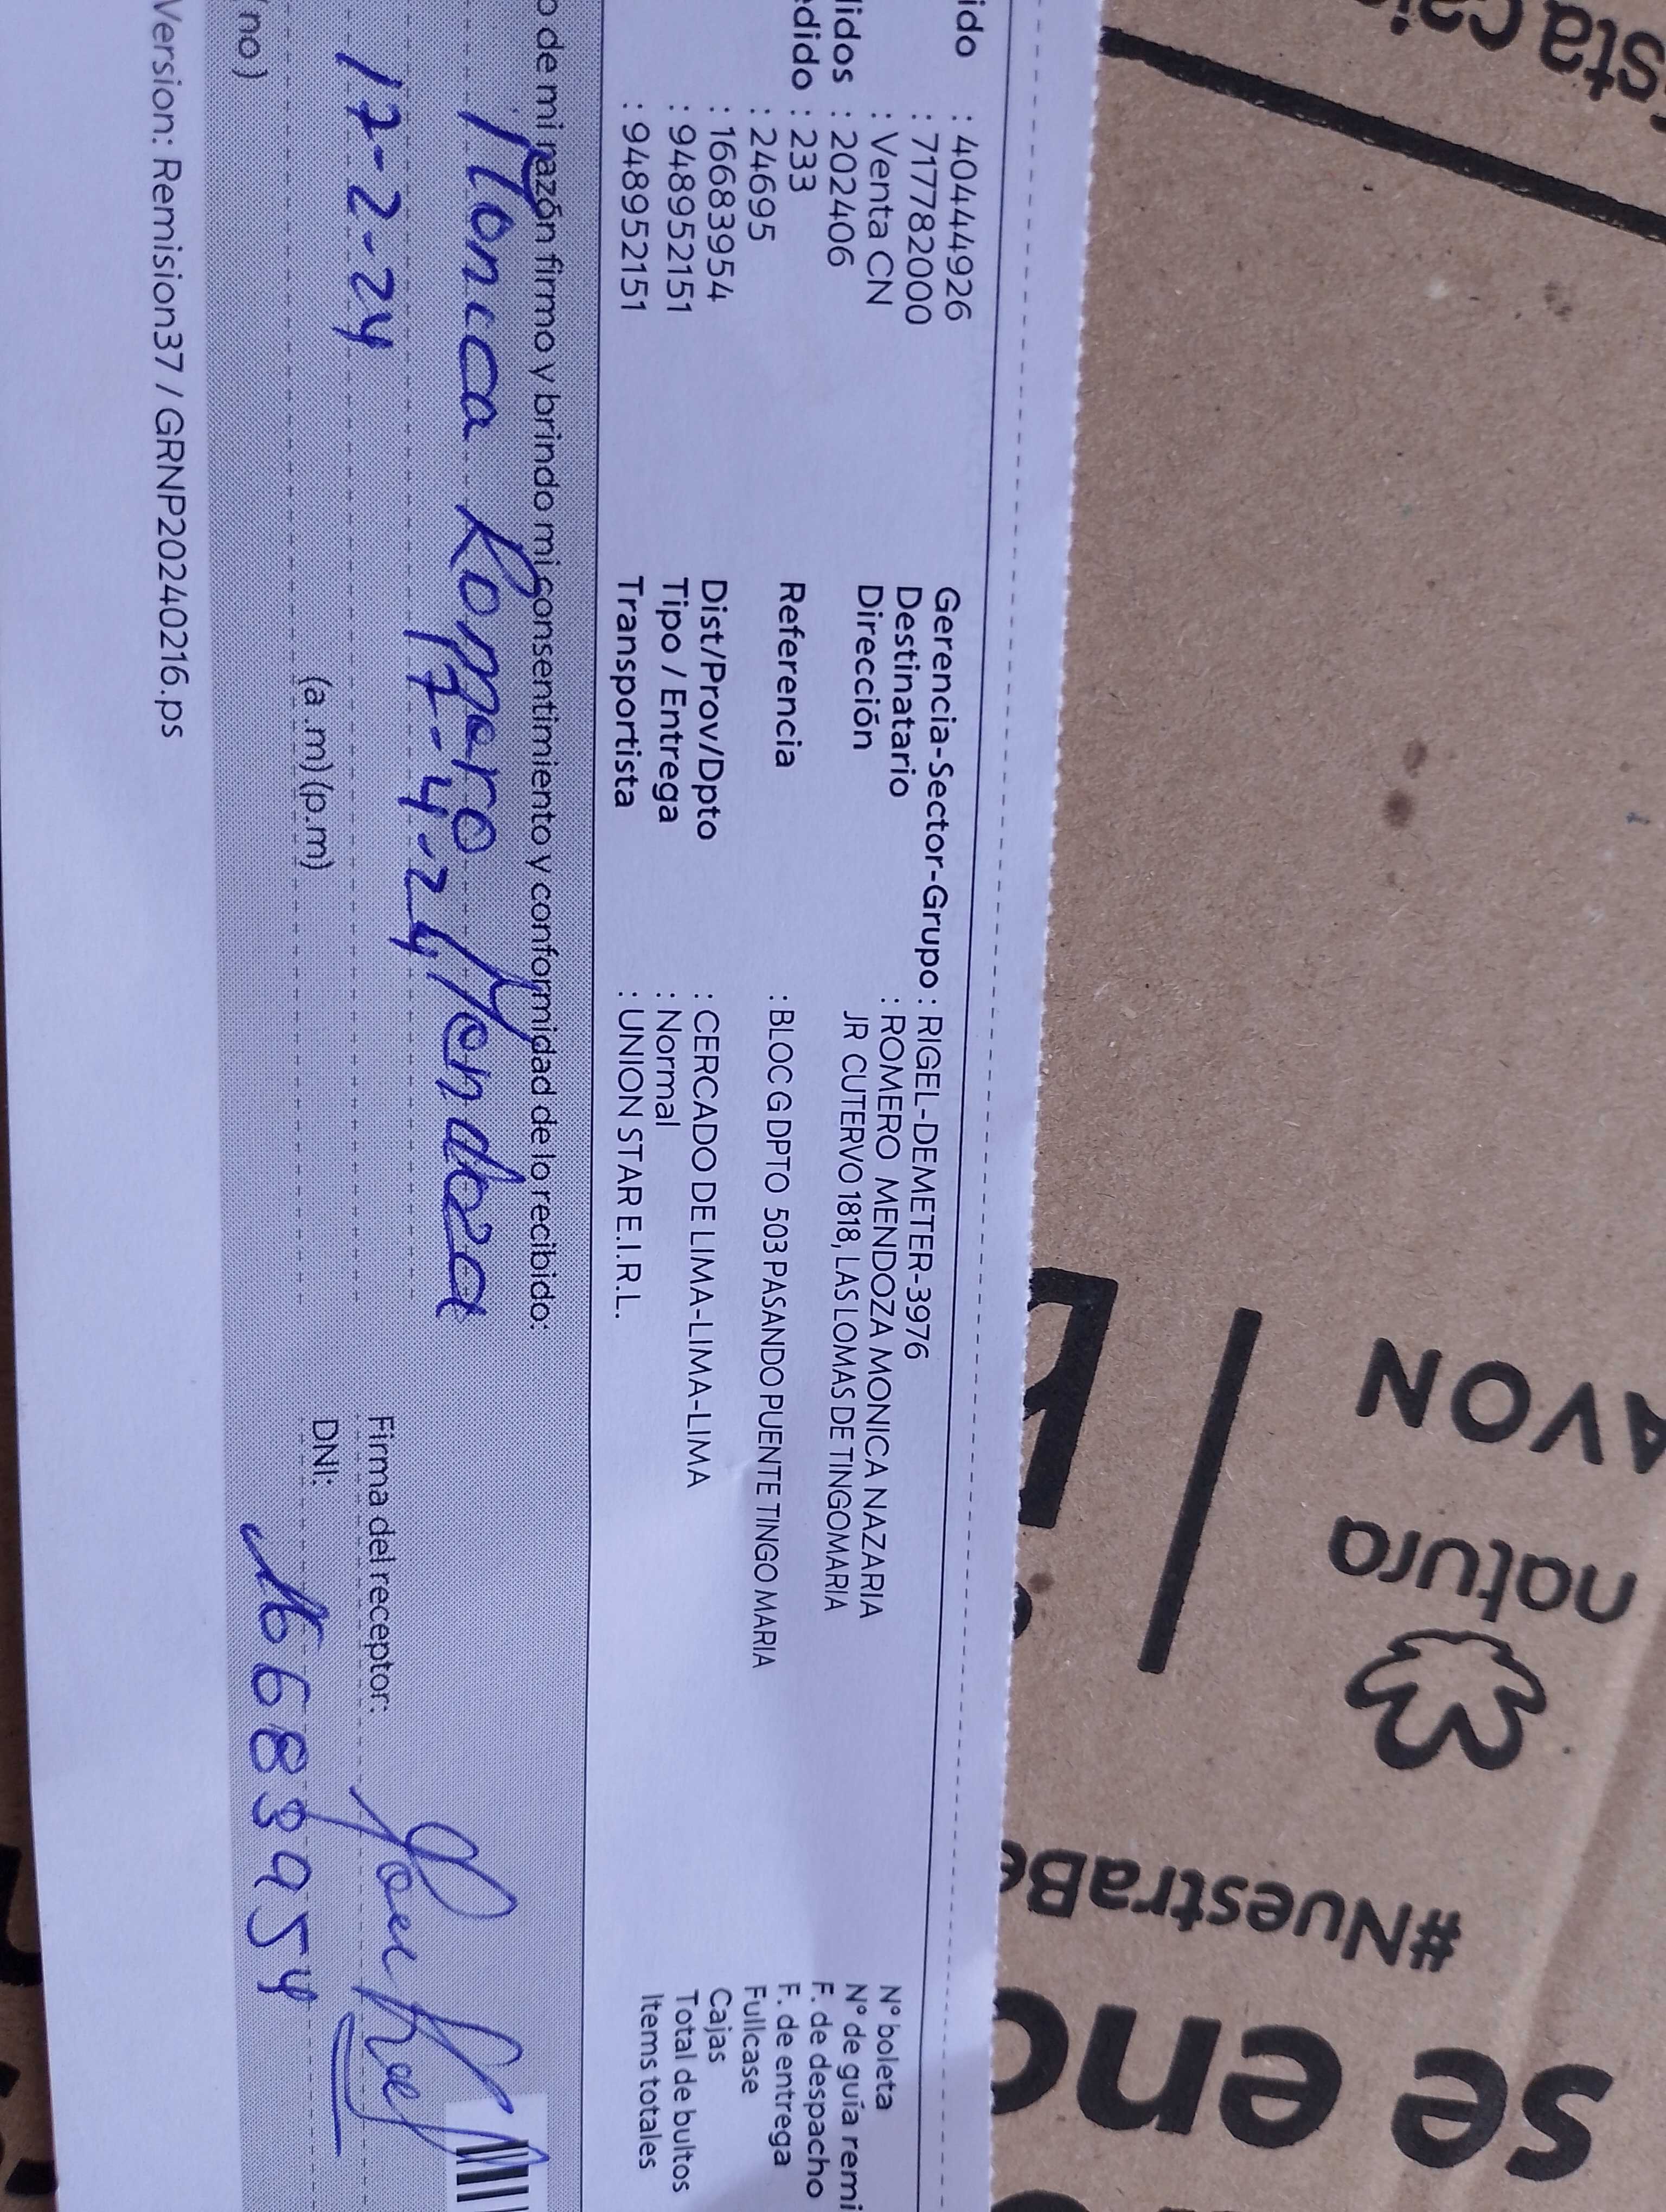 ido : 404444926
: 717782000
: Venta CN
lidos : 202406
edido : 233
: 24695
: 16683954
: 948952151
: 948952151
Gerencia-Sector-Grupo : RIGEL-DEMETER-3976
Destinatario : ROMERO MENDOZA MONICA NAZARIA
Dirección JR CUTERVO 1818, LAS LOMAS DE TINGOMARIA
Referencia : BLOC G DPTO 503 PASANDO PUENTE TINGO MARIA
Dist/Prov/Dpto : CERCADO DE LIMA-LIMA-LIMA
Tipo / Entrega : Normal
Transportista : UNION STAR E.I.R.L.
N° boleta
N° de guía remi
F. de despacho
F. de entrega
Fullcase
Cajas
Total de bultos
Items totales
o de mi razón firmo y brindo mi consentimiento y conformidad de lo recibido:
Monica Romero Mendoza
17-4-24
17-2-24
(a.m)(p.m)
no)
Firma del receptor:
DNI:
16683954
Version: Remision37 / GRNP20240216.ps
sta caj
AVON
natura
#NuestraBe
se enc